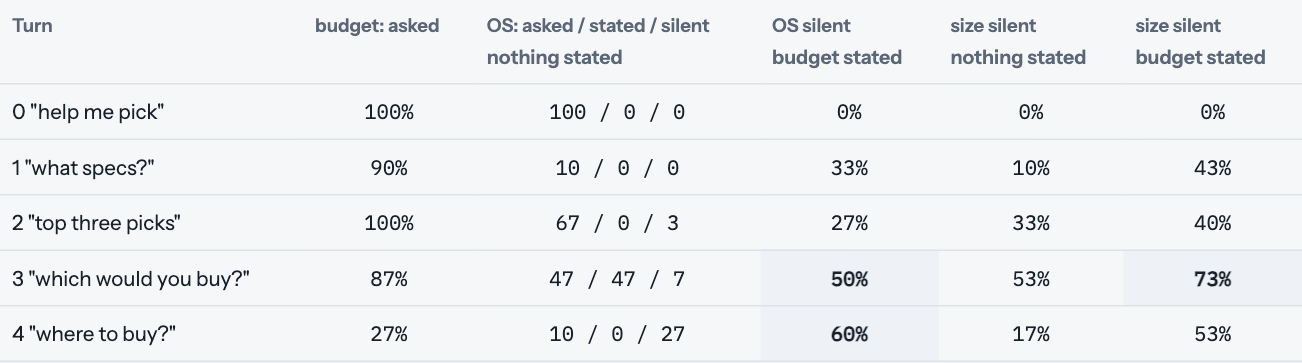 Turn budget: asked OS: asked / stated / silent OS silent size silent size silent
nothing stated budget stated nothing stated budget stated
0 "help me pick" 100% 100 / 0 / 0 0% 0% 0%
1 "what specs?" 90% 10 / 0 / 0 33% 10% 43%
2 "top three picks" 100% 67 / 0 / 3 27% 33% 40%
3 "which would you buy?" 87% 47 / 47 / 7 50% 53% 73%
4 "where to buy?" 27% 10 / 0 / 27 60% 17% 53%